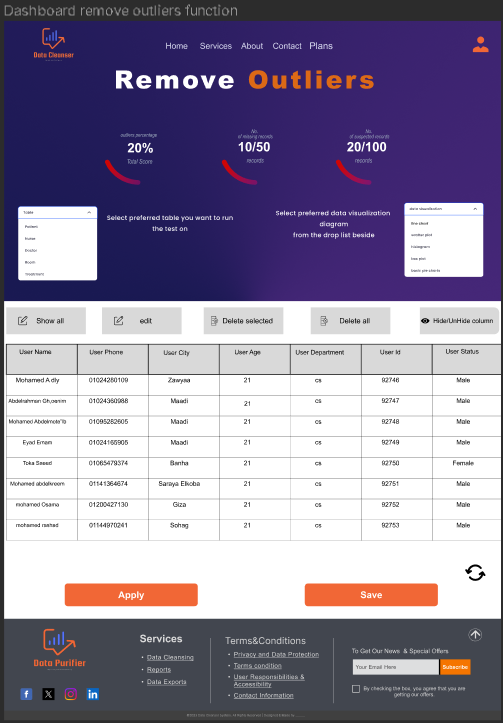 Dashboard remove outliers function
Data Cleanser
Home Services About Contact Plans
Remove Outliers
outliers percentage
20%
Total Score
No.
of missing records
10/50
records
No.
of suspected records
20/100
records
Table
Patient
Nurse
Doctor
Room
Treatment
Select preferred table you want to run
the test on
Select preferred data visualization
diagram
from the drop list beside
data visualization
line chart
scatter plot
histogram
box plot
Show all
edit
Delete selected
Delete all
Hide/UnHide column
User Name User Phone User City User Age User Department User Id User Status
Mohamed A dly 01024280109 Zawyaa 21 cs 92746 Male
Abdelrahman Gh,oenim 01024360988 Maadi 21 cs 92747 Male
Mohamed Abdelmote"lb 01095282605 Maadi 21 cs 92748 Male
Eyad Emam 01024165905 Maadi 21 cs 92749 Male
Toka Saeed 01065479374 Banha 21 cs 92750 Female
Mohamed abdalkreem 01141364674 Saraya Elkoba 21 cs 92751 Male
mohamed Osama 01200427130 Giza 21 cs 92752 Male
mohamed rashad 01144970241 Sohag 21 cs 92753 Male
Apply
Save
Data Purifier
Services
Data Cleansing
Reports
Data Exports
Terms&Conditions
Privacy and Data Protection
Terms condition
User Responsibilities &
Accessibility
Contact Information
To Get Our News & Special Offers
Your Email Here
Subscribe
By checking the box, you agree that you are
getting our offers.